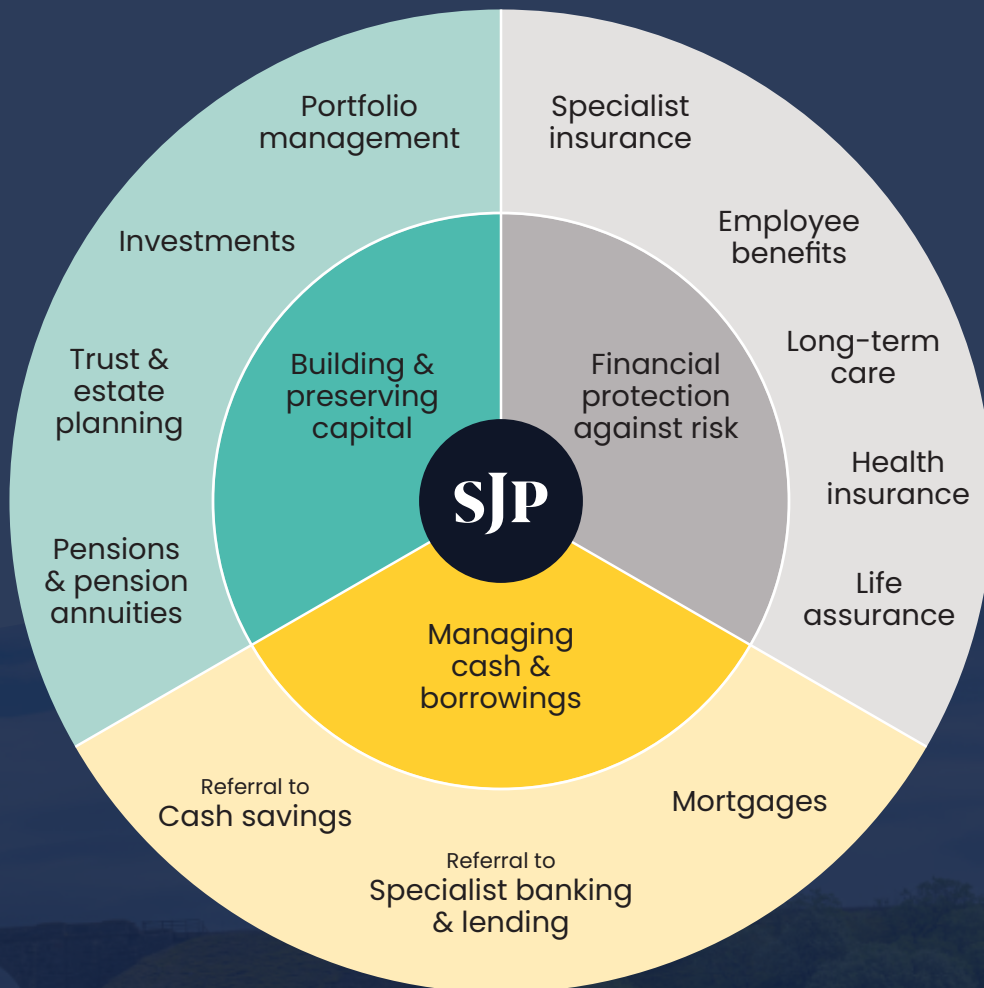 Portfolio
management
Investments
Trust &
estate
planning
Pensions
& pension
annuities
Building &
preserving
capital
Specialist
insurance
Employee
benefits
Long-term
care
Health
insurance
Life
assurance
Financial
protection
against risk
SJP
Managing
cash &
borrowings
Referral to
Cash savings
Referral to
Specialist banking
& lending
Mortgages